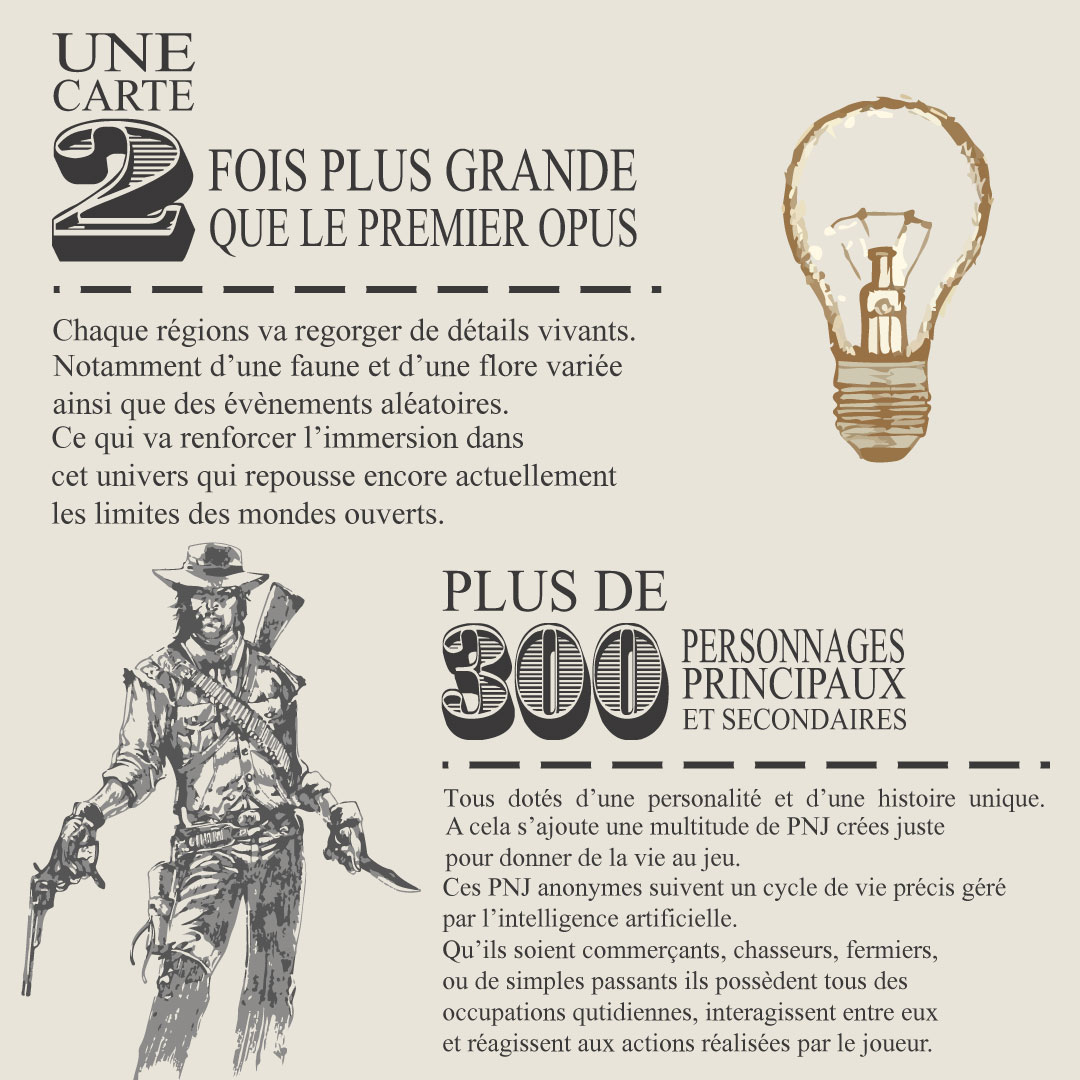 UNE
CARTE
2 FOIS PLUS GRANDE
QUE LE PREMIER OPUS
Chaque régions va regorger de détails vivants.
Notamment d’une faune et d’une flore variée
ainsi que des évènements aléatoires.
Ce qui va renforcer l’immersion dans
cet univers qui repousse encore actuellement
les limites des mondes ouverts.
PLUS DE
300 PERSONNAGES
PRINCIPAUX
ET SECONDAIRES
Tous dotés d’une personalité et d’une histoire unique.
A cela s’ajoute une multitude de PNJ crées juste
pour donner de la vie au jeu.
Ces PNJ anonymes suivent un cycle de vie précis géré
par l’intelligence artificielle.
Qu’ils soient commerçants, chasseurs, fermiers,
ou de simples passants ils possèdent tous des
occupations qutidiennes, interagissent entre eux
et réagissent aux actions réalisées par le joueur.